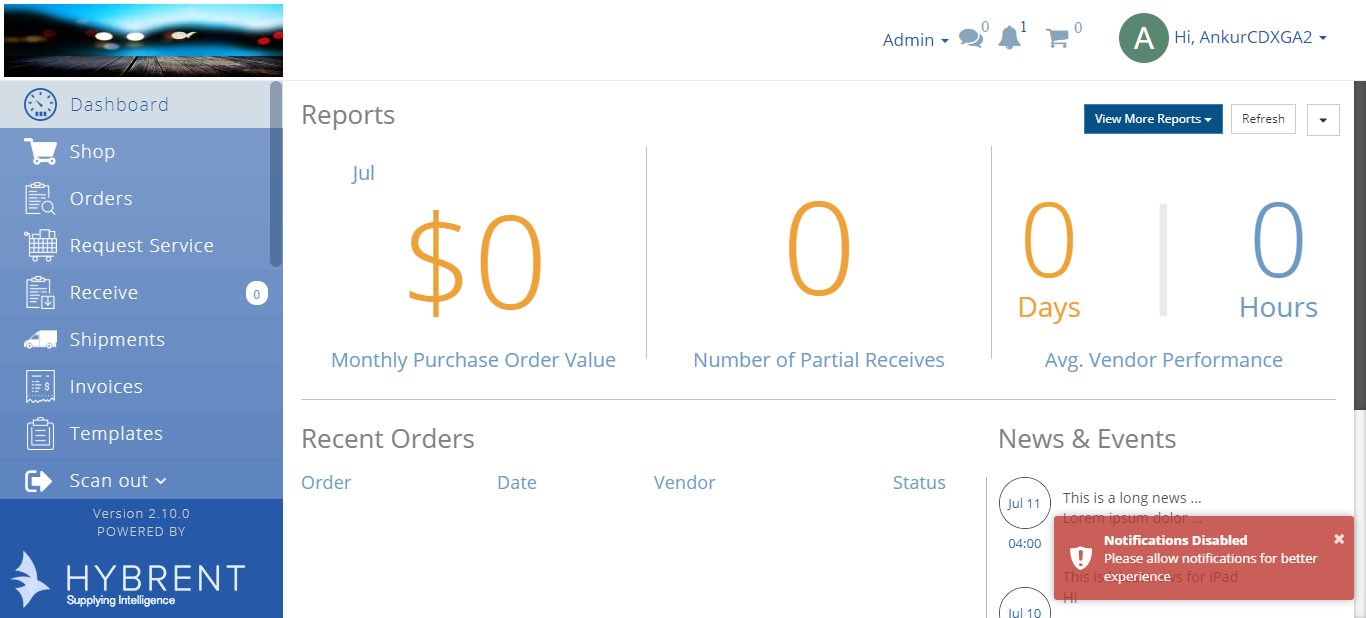 Admin 0 1 0 A Hi, AnkurCDXGA2
Dashboard
Shop
Orders
Request Service
Receive 0
Shipments
Invoices
Templates
Scan out
Version 2.10.0
POWERED BY
HYBRENT
Supplying Intelligence
Reports
View More Reports
Refresh
Jul
$0
Monthly Purchase Order Value
0
Number of Partial Receives
0 0
Days Hours
Avg. Vendor Performance
Recent Orders
Order Date Vendor Status
News & Events
Jul 11
04:00
This is a long news ...
Lorem ipsum dolor ...
Jul 10
This is news for iPad
Hi
Notifications Disabled
Please allow notifications for better
experience